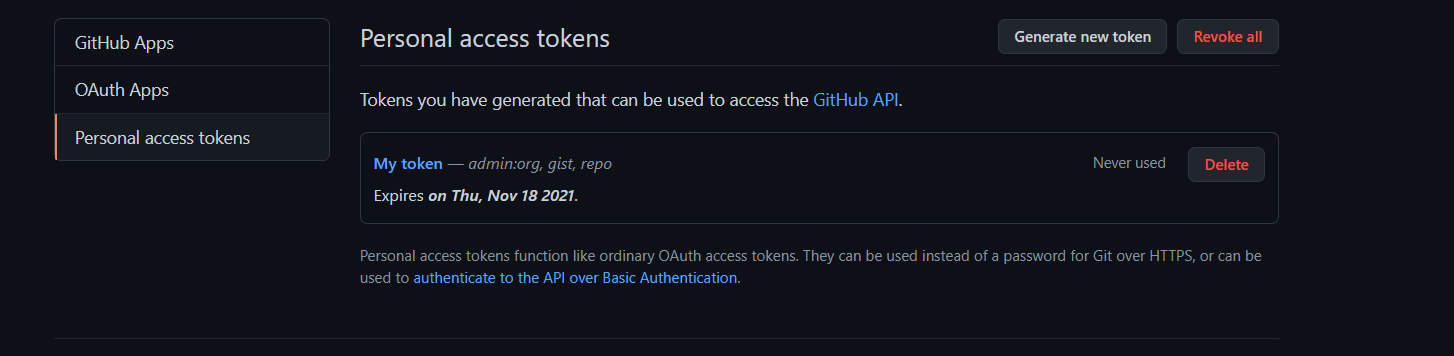 GitHub Apps
OAuth Apps
Personal access tokens
Personal access tokens
Generate new token
Revoke all
Tokens you have generated that can be used to access the GitHub API.
My token — admin:org, gist, repo
Never used
Delete
Expires on Thu, Nov 18 2021.
Personal access tokens function like ordinary OAuth access tokens. They can be used instead of a password for Git over HTTPS, or can be
used to authenticate to the API over Basic Authentication.